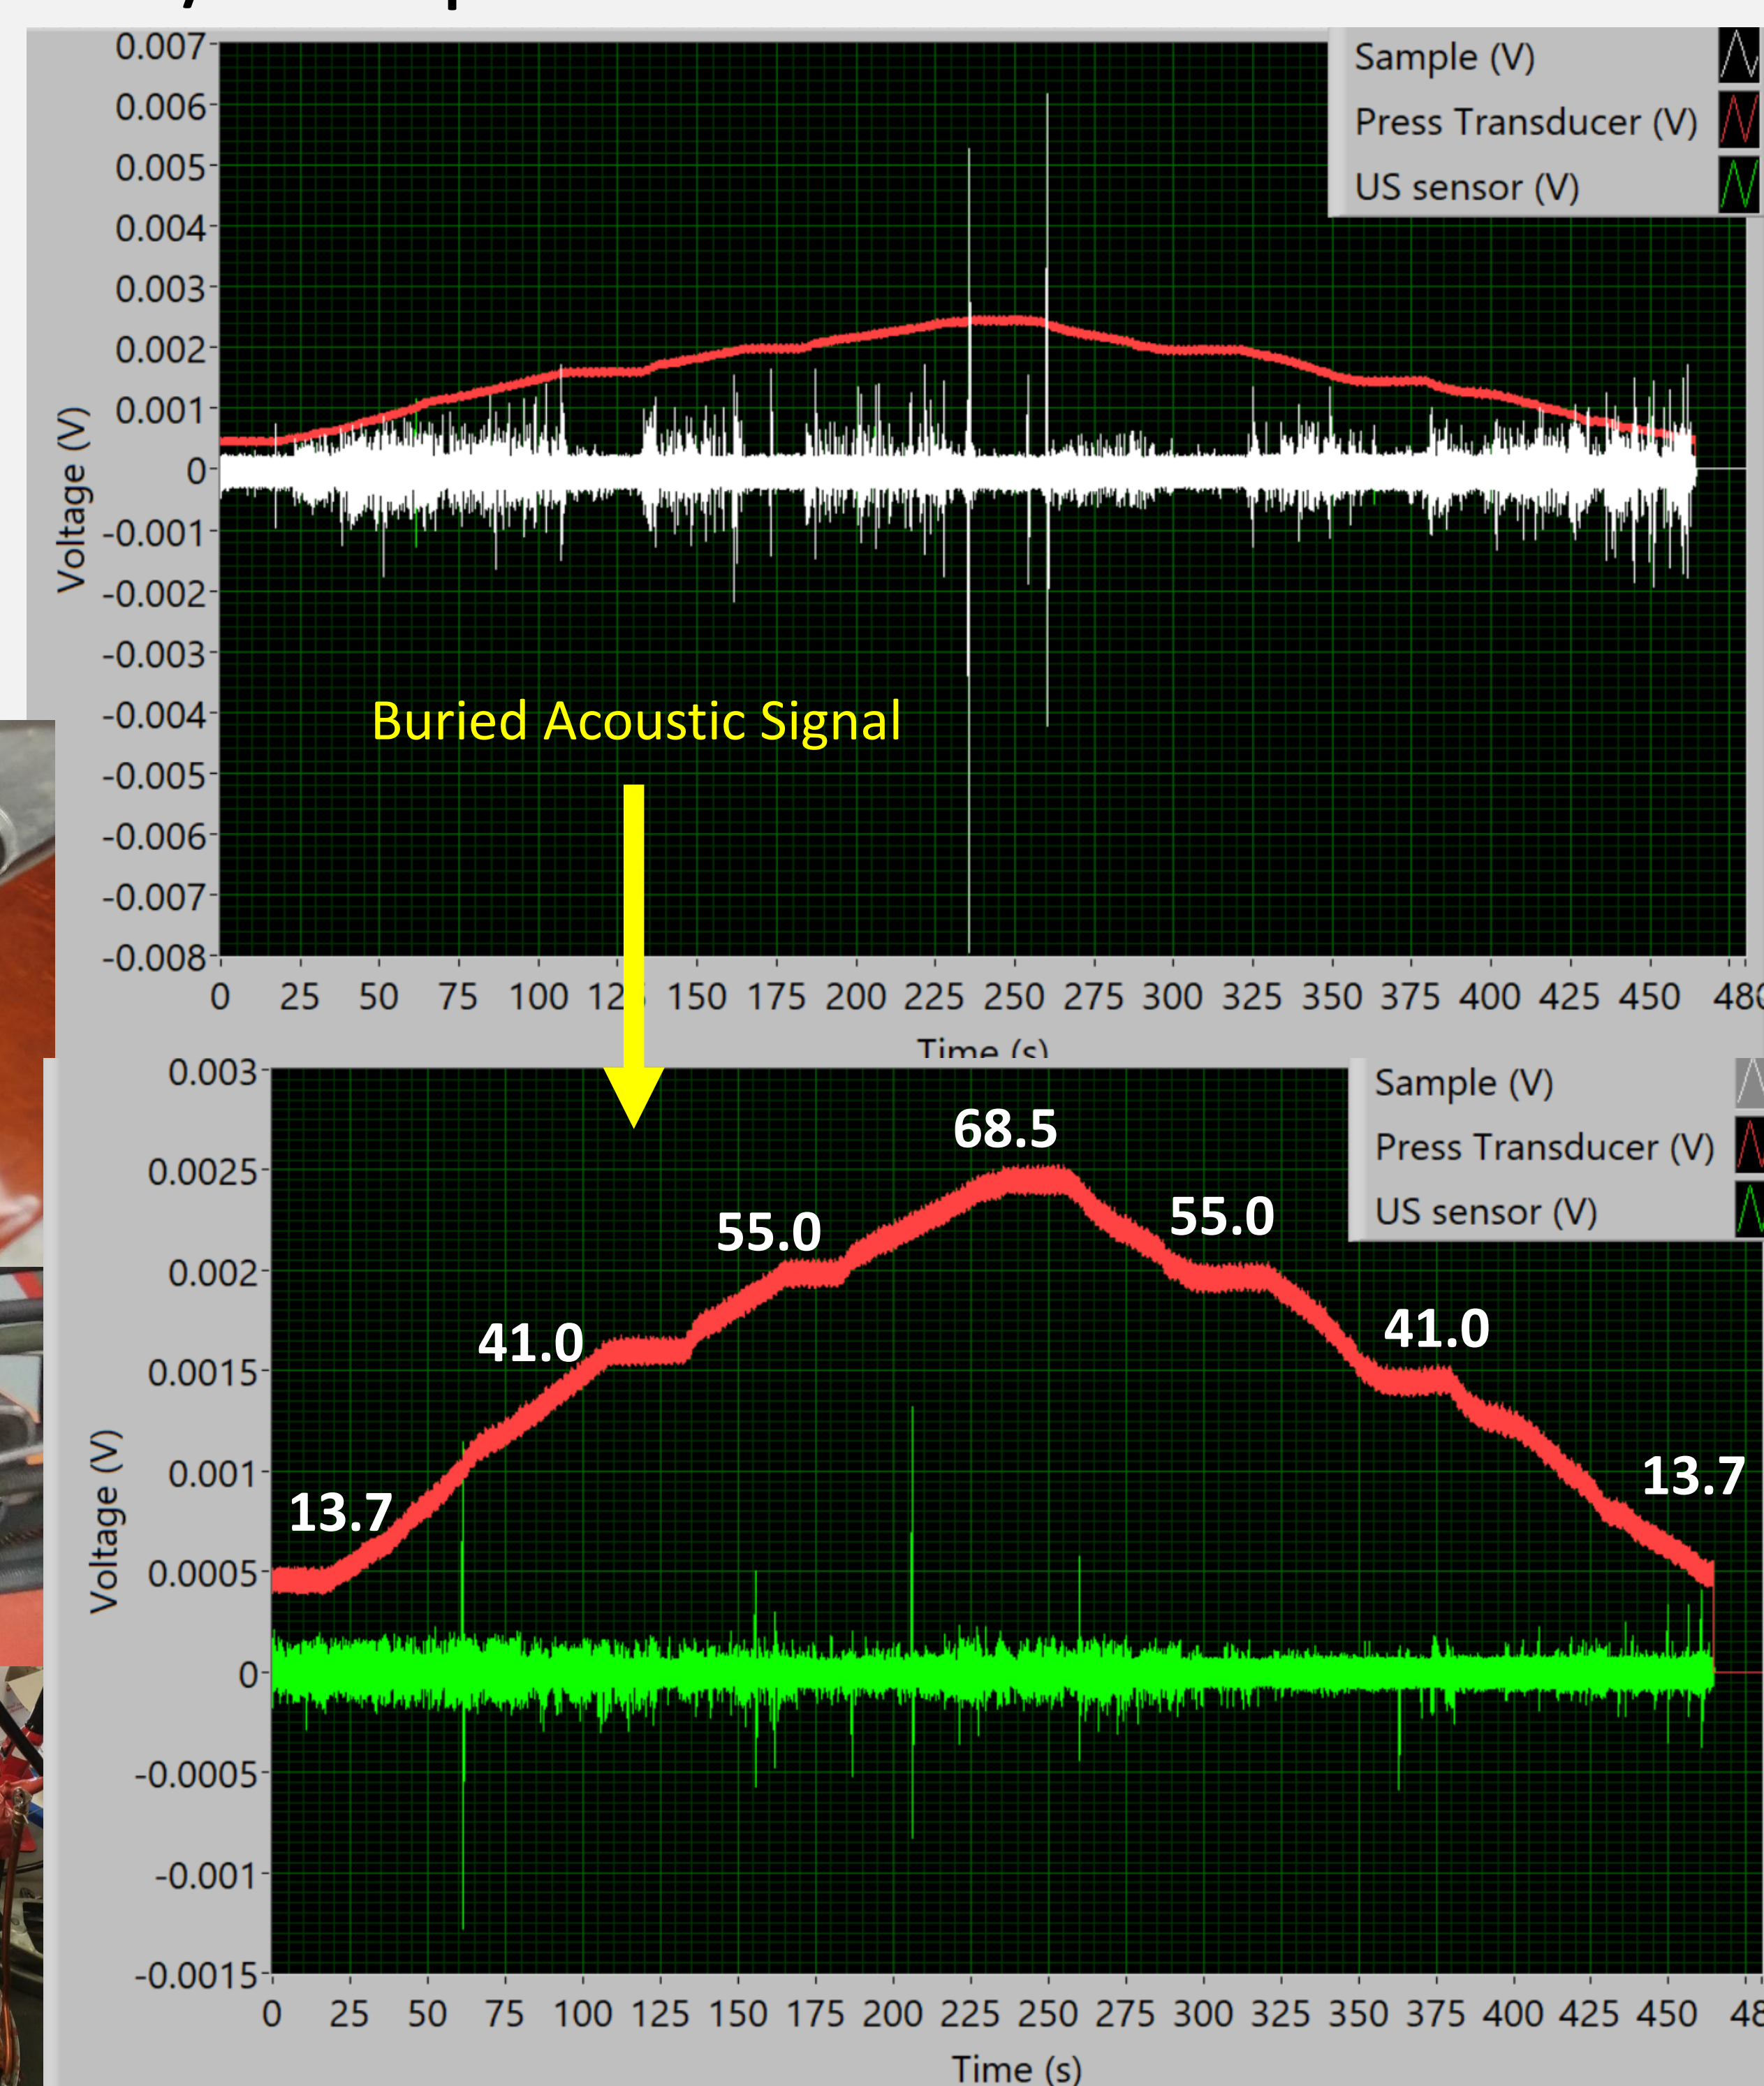 0.007
0.006
0.005
0.004
0.003
0.002
0.001
0
-0.001
-0.002
-0.003
-0.004
-0.005
-0.006
-0.007
-0.008
Voltage (V)
Sample (V)
Press Transducer (V)
US sensor (V)
Buried Acoustic Signal
0 25 50 75 100 150 175 200 225 250 275 300 325 350 375 400 425 450
Time (s)
0.003
0.0025
0.002
0.0015
0.001
0.0005
0
-0.0005
-0.001
-0.0015
Voltage (V)
Sample (V)
Press Transducer (V)
US sensor (V)
68.5
55.0
55.0
41.0
41.0
13.7
13.7
0 25 50 75 100 125 150 175 200 225 250 275 300 325 350 375 400 425 450
Time (s)